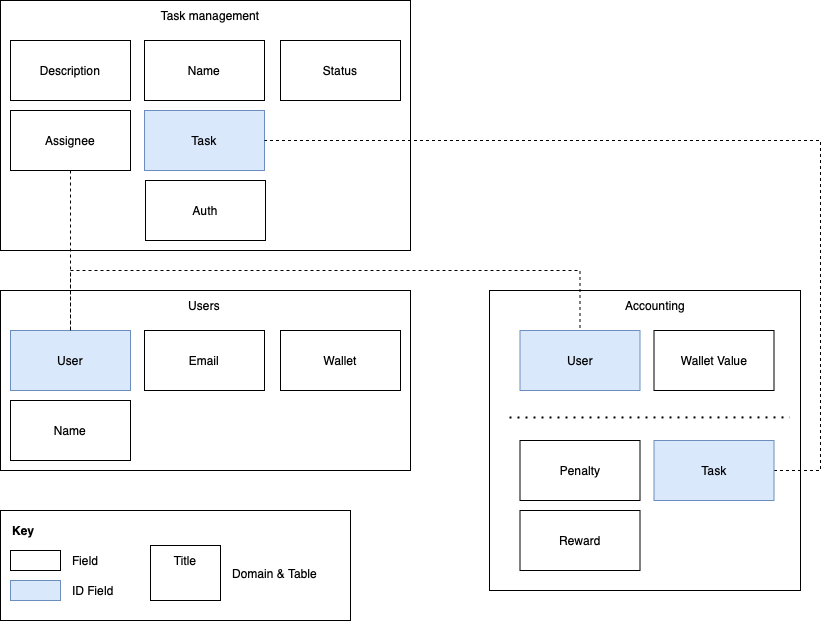 Task management
Description
Name
Status
Assignee
Task
Auth
Users
User
Email
Wallet
Name
Accounting
User
Wallet Value
Penalty
Task
Reward
Key
Field
ID Field
Title
Domain & Table